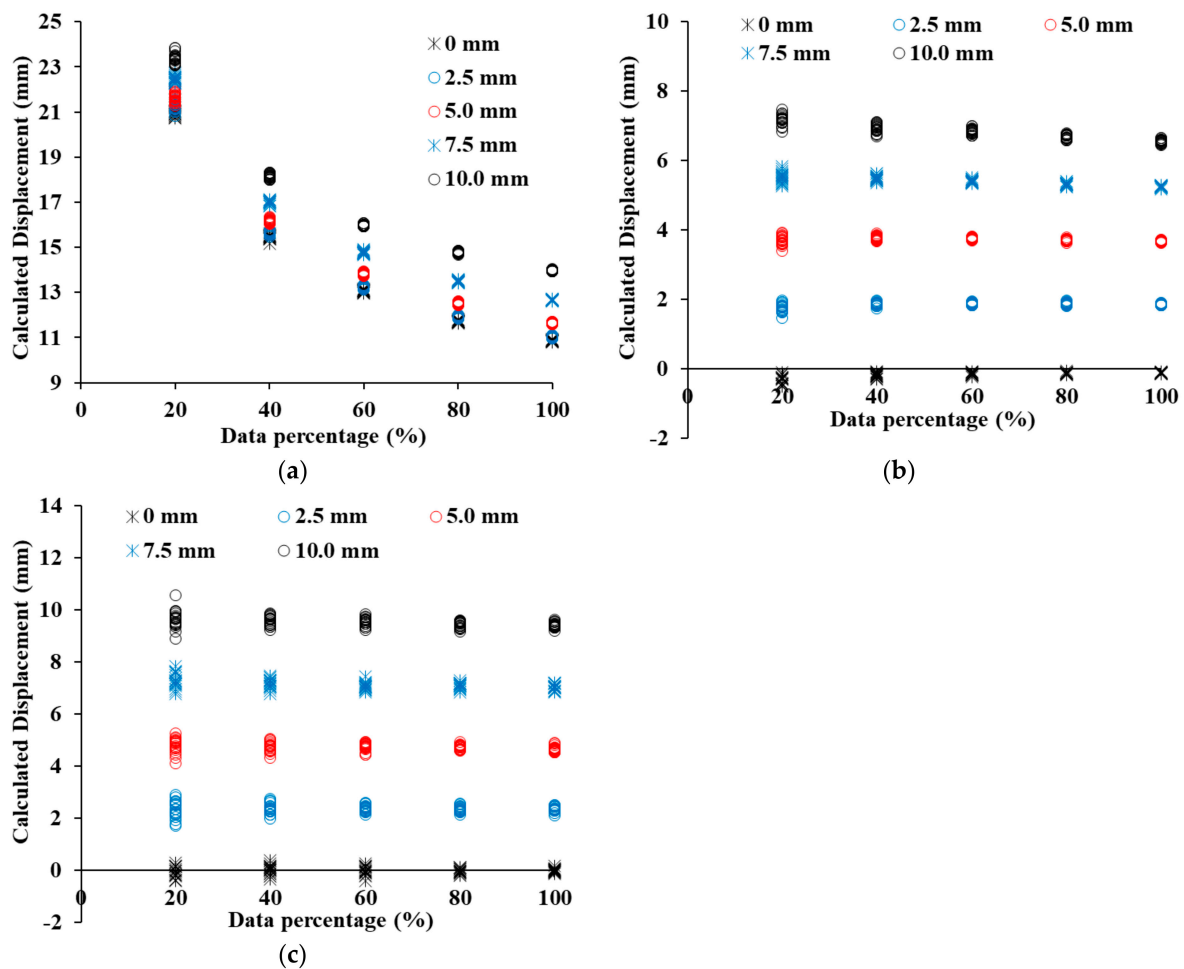 25
23
21
19
17
15
13
11
9
Calculated Displacement (mm)
0 mm
2.5 mm
5.0 mm
7.5 mm
10.0 mm
0 20 40 60 80 100
Data percentage (%)
(a)
10
8
6
4
2
0
-2
Calculated Displacement (mm)
0 mm 2.5 mm 5.0 mm
7.5 mm 10.0 mm
0 20 40 60 80 100
Data percentage (%)
(b)
14
12
10
8
6
4
2
0
-2
Calculated Displacement (mm)
0 mm 2.5 mm 5.0 mm
7.5 mm 10.0 mm
0 20 40 60 80 100
Data percentage (%)
(c)